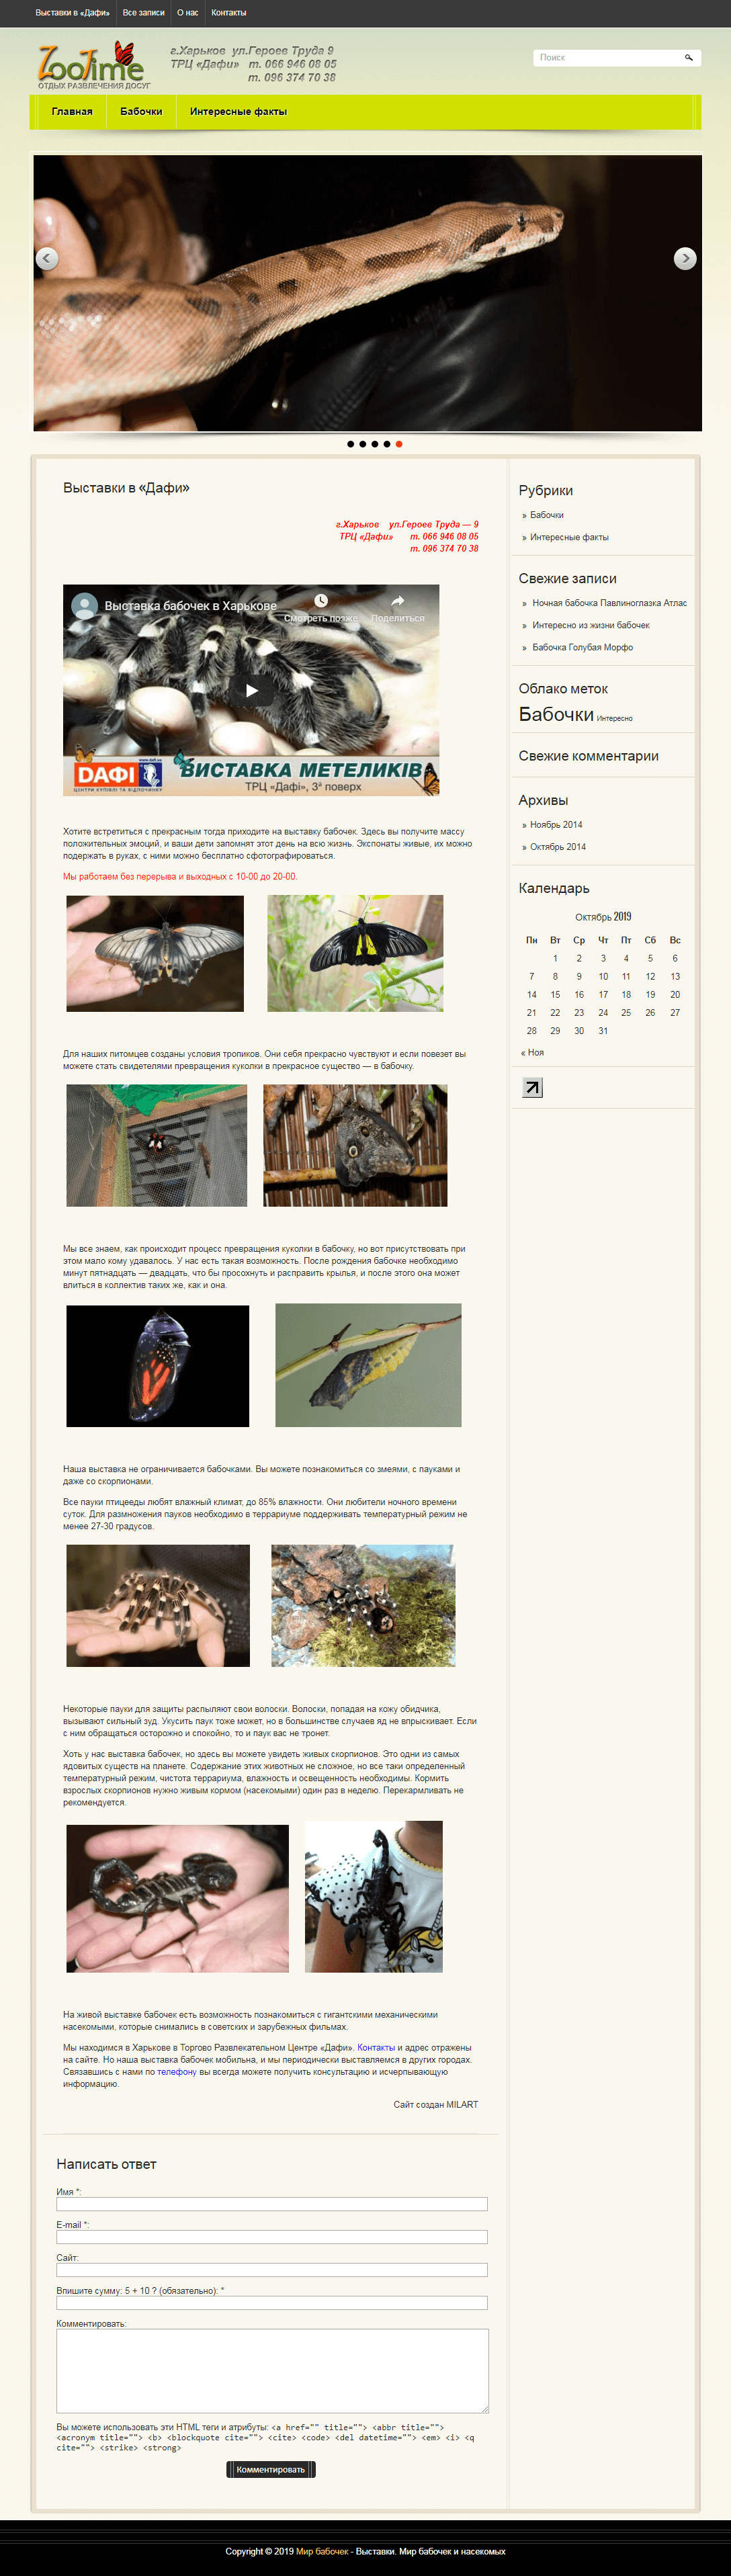 Выставки в «Дафи» Все записи О нас Контакты
ZooTime
ОТДЫХ РАЗВЛЕЧЕНИЯ ДОСУГ
г.Харьков ул.Героев Труда 9
ТРЦ «Дафи» т. 066 946 08 05
т. 096 374 70 38
Поиск
Главная Бабочки Интересные факты
Выставки в «Дафи»
г.Харьков ул.Героев Труда — 9
ТРЦ «Дафи» т. 066 946 08 05
т. 096 374 70 38
Выставка бабочек в Харькове
Смотреть позже
Поделиться
ДАФІ
ЦЕНТРИ КУПІВЛІ ТА ВІДПОЧИНКУ
ВИСТАВКА МЕТЕЛИКІВ
ТРЦ «Дафі», 3й поверх
Хотите встретиться с прекрасным тогда приходите на выставку бабочек. Здесь вы получите массу
положительных эмоций, и ваши дети запомнят этот день на всю жизнь. Экспонаты живые, их можно
подержать в руках, с ними можно бесплатно сфотографироваться.
Мы работаем без перерыва и выходных с 10-00 до 20-00.
Для наших питомцев созданы условия тропиков. Они себя прекрасно чувствуют и если повезет вы
можете стать свидетелями превращения куколки в прекрасное существо — в бабочку.
Мы все знаем, как происходит процесс превращения куколки в бабочку, но вот присутствовать при
этом мало кому удавалось. У нас есть такая возможность. После рождения бабочке необходимо
минут пятнадцать — двадцать, что бы просохнуть и расправить крылья, и после этого она может
влиться в коллектив таких же, как и она.
Наша выставка не ограничивается бабочками. Вы можете познакомиться со змеями, с пауками и
даже со скорпионами.
Все пауки птицееды любят влажный климат, до 85% влажности. Они любители ночного времени
суток. Для размножения пауков необходимо в террариуме поддерживать температурный режим не
менее 27-30 градусов.
Некоторые пауки для защиты распыляют свои волоски. Волоски, попадая на кожу обидчика,
вызывают сильный зуд. Укусить паук тоже может, но в большинстве случаев яд не впрыскивает. Если
с ним обращаться осторожно и спокойно, то и паук вас не тронет.
Хоть у нас выставка бабочек, но здесь вы можете увидеть живых скорпионов. Это одни из самых
ядовитых существ на планете. Содержание этих животных не сложное, но все таки определенный
температурный режим, чистота террариума, влажность и освещенность необходимы. Кормить
взрослых скорпионов нужно живым кормом (насекомыми) один раз в неделю. Перекармливать не
рекомендуется.
На живой выставке бабочек есть возможность познакомиться с гигантскими механическими
насекомыми, которые снимались в советских и зарубежных фильмах.
Мы находимся в Харькове в Торгово Развлекательном Центре «Дафи». Контакты и адрес отражены
на сайте. Но наша выставка бабочек мобильна, и мы периодически выставляемся в других городах.
Связавшись с нами по телефону вы всегда можете получить консультацию и исчерпывающую
информацию.
Сайт создан MILART
Написать ответ
Имя *:
E-mail *:
Сайт:
Впишите сумму: 5 + 10 ? (обязательно): *
Комментировать:
Вы можете использовать эти HTML теги и атрибуты: <a href="" title=""> <abbr title="">
<acronym title=""> <b> <blockquote cite=""> <cite> <code> <del datetime=""> <em> <i> <q
cite=""> <strike> <strong>
Комментировать
Рубрики
» Бабочки
» Интересные факты
Свежие записи
» Ночная бабочка Павлиноглазка Атлас
» Интересно из жизни бабочек
» Бабочка Голубая Морфо
Облако меток
Бабочки Интересно
Свежие комментарии
Архивы
» Ноябрь 2014
» Октябрь 2014
Календарь
Октябрь 2019
Пн Вт Ср Чт Пт Сб Вс
1 2 3 4 5 6
7 8 9 10 11 12 13
14 15 16 17 18 19 20
21 22 23 24 25 26 27
28 29 30 31
« Ноя
Copyright © 2019 Мир бабочек - Выставки. Мир бабочек и насекомых